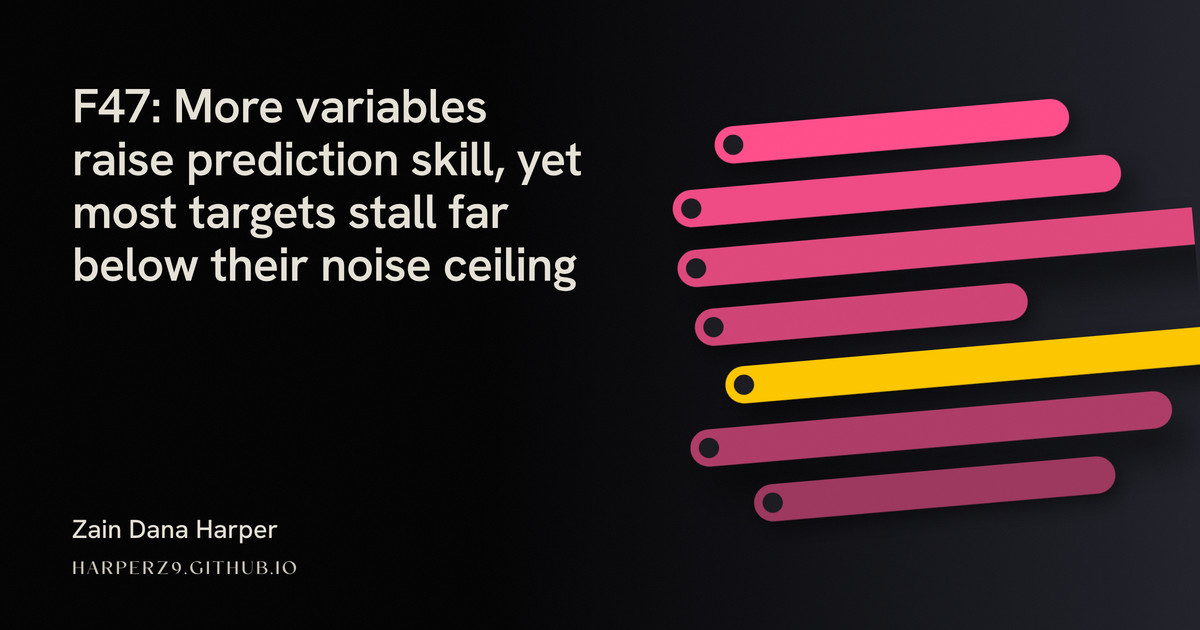 F47: More variables
raise prediction skill, yet
most targets stall far
below their noise ceiling
Zain Dana Harper
HARPERZ9.GITHUB.IO